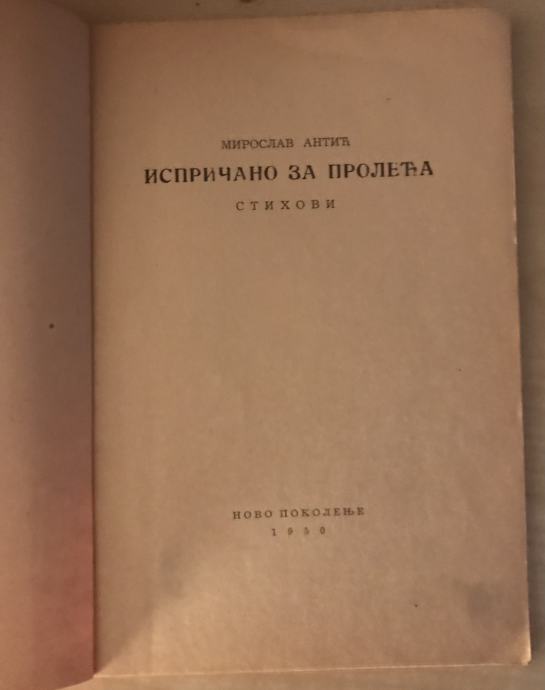 МИРОСЛАВ АНТИЋ
ИСПРИЧАНО ЗА ПРОЛЕЋА
СТИХОВИ
НОВО ПОКОЛЕЊЕ
1950